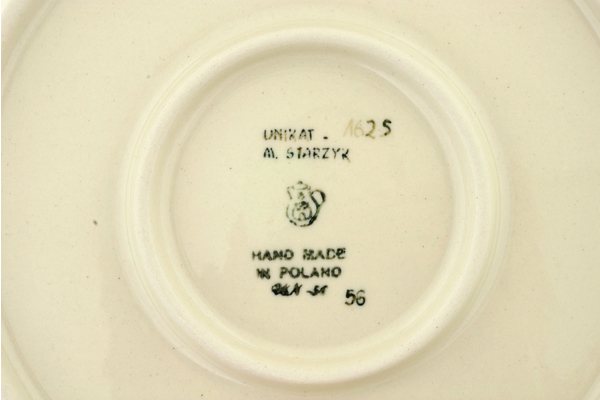 UNIKAT - 1625
M. STARZYK
HAND MADE
IN POLAND
56